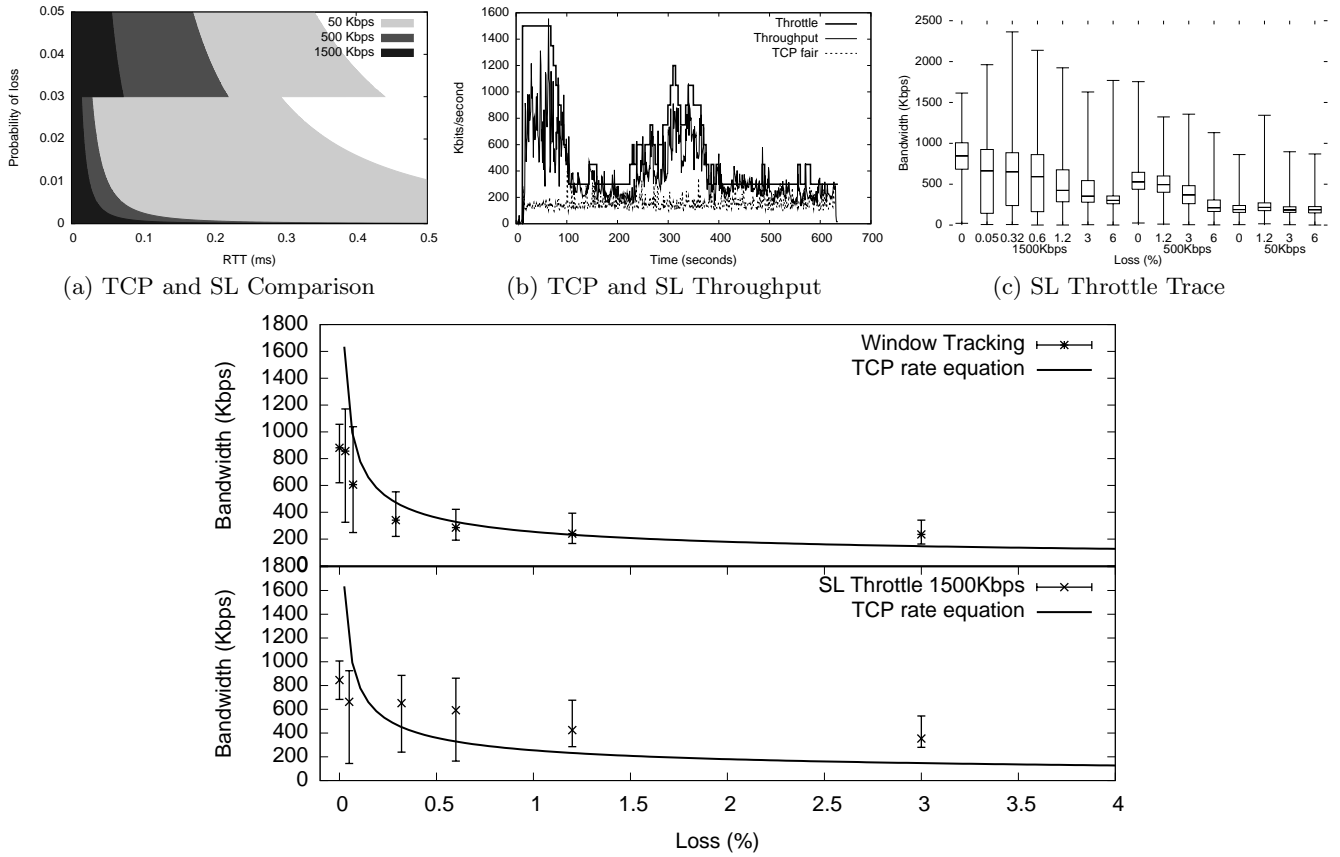 0.05
0.04
0.03
0.02
0.01
0
Probability of loss
50 Kbps
500 Kbps
1500 Kbps
0 0.1 0.2 0.3 0.4 0.5
RTT (ms)
(a) TCP and SL Comparison
1600
1400
1200
1000
800
600
400
200
0
Kbits/second
Throttle
Throughput
TCP fair
0 100 200 300 400 500 600 700
Time (seconds)
(b) TCP and SL Throughput
2500
2000
1500
1000
500
0
Bandwidth (Kbps)
0 0.05 0.32 0.6 1.2 3 6 0 1.2 3 6 0 1.2 3 6
1500Kbps 500Kbps 50Kbps
Loss (%)
(c) SL Throttle Trace
1800
1600
1400
1200
1000
800
600
400
200
0
Bandwidth (Kbps)
Window Tracking
TCP rate equation
1800
1600
1400
1200
1000
800
600
400
200
0
Bandwidth (Kbps)
SL Throttle 1500Kbps
TCP rate equation
0 0.5 1 1.5 2 2.5 3 3.5 4
Loss (%)